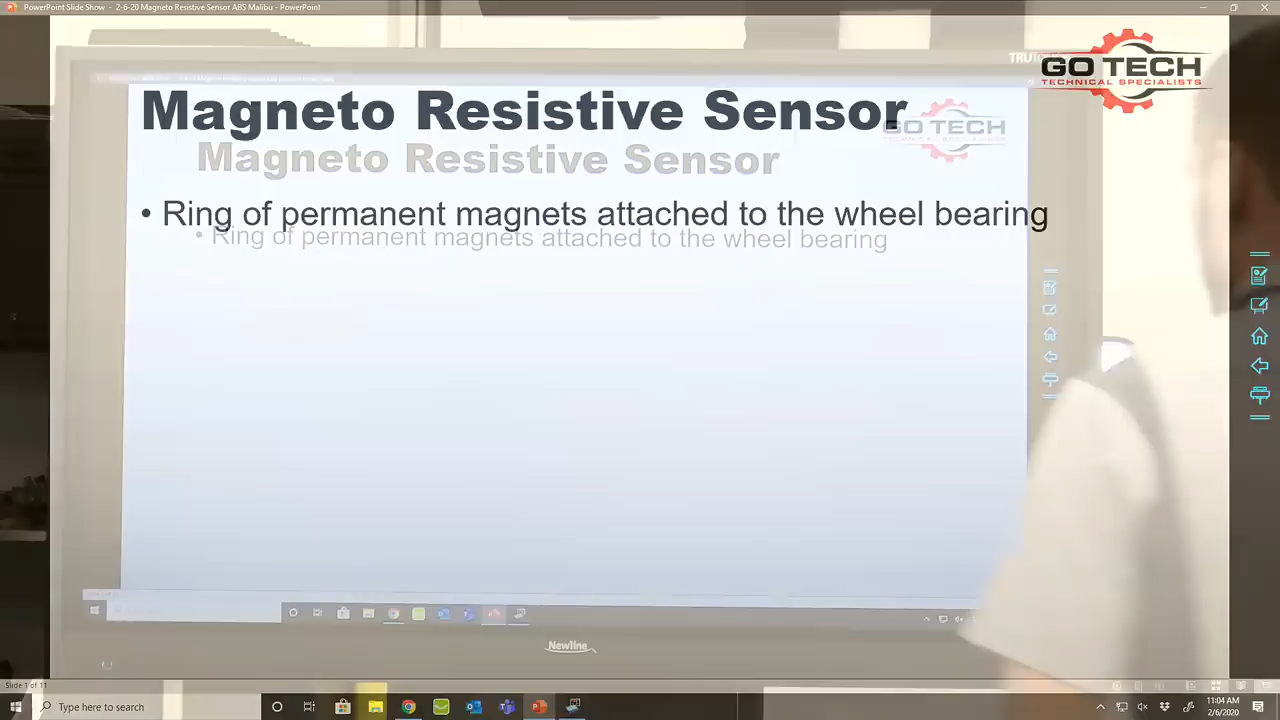 PowerPoint Slide Show - 2-6-20 Magneto Resistive Sensor ABS Malibu - PowerPoint
GO TECH
TECHNICAL SPECIALISTS
Magneto Resistive Sensor
GO TECH
Magneto Resistive Sensor
• Ring of permanent magnets attached to the wheel bearing
• Ring of permanent magnets attached to the wheel bearing
Newline
Slide 1 of 11
Type here to search
11:04 AM
2/6/2020